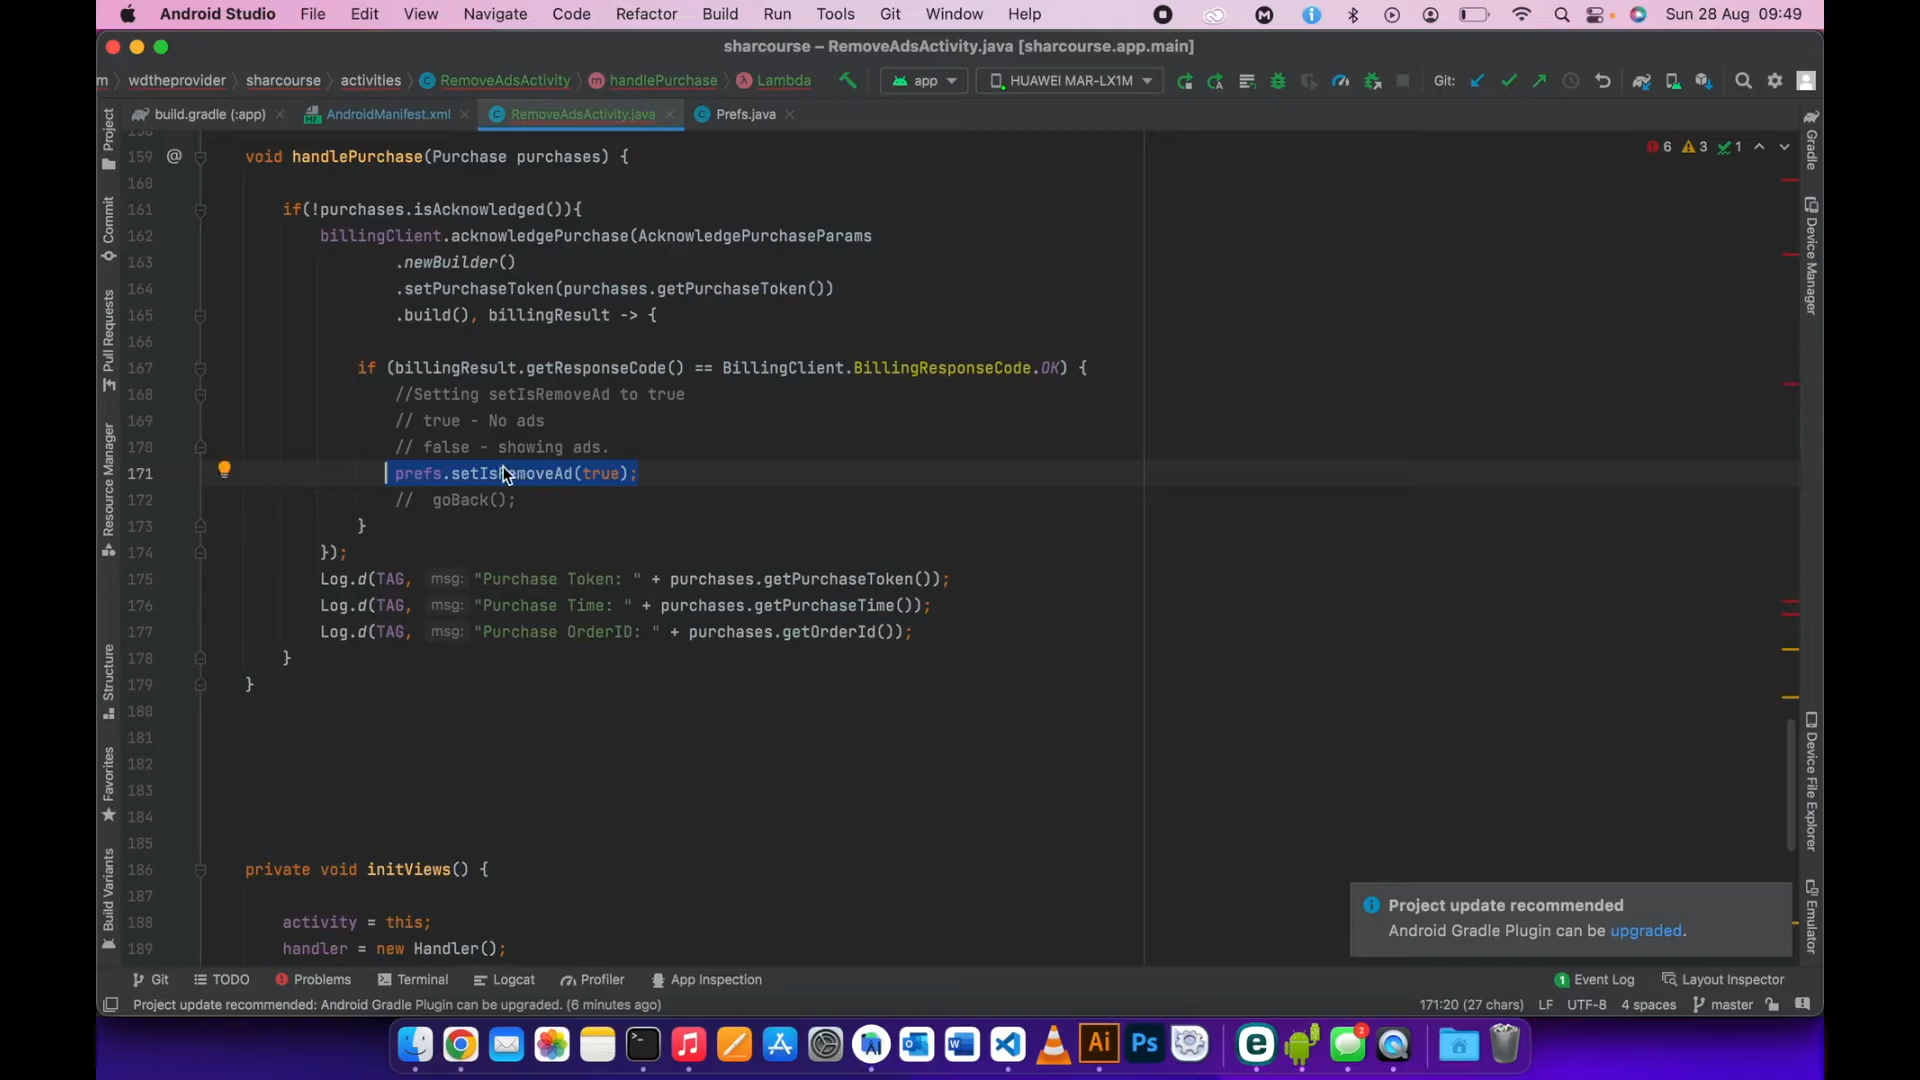 Android Studio File Edit View Navigate Code Refactor Build Run Tools Git Window Help Sun 28 Aug 09:49
sharcourse – RemoveAdsActivity.java [sharcourse.app.main]
m wdtheprovider sharcourse activities RemoveAdsActivity handlePurchase Lambda app HUAWEI MAR-LX1M Git:
build.gradle (:app) AndroidManifest.xml RemoveAdsActivity.java Prefs.java
6 3 1
159 void handlePurchase(Purchase purchases) {
160
161 if(!purchases.isAcknowledged()){
162 billingClient.acknowledgePurchase(AcknowledgePurchaseParams
163 .newBuilder()
164 .setPurchaseToken(purchases.getPurchaseToken())
165 .build(), billingResult -> {
166
167 if (billingResult.getResponseCode() == BillingClient.BillingResponseCode.OK) {
168 //Setting setIsRemoveAd to true
169 // true - No ads
170 // false - showing ads.
171 prefs.setIsRemoveAd(true);
172 // goBack();
173 }
174 });
175 Log.d(TAG, msg: "Purchase Token: " + purchases.getPurchaseToken());
176 Log.d(TAG, msg: "Purchase Time: " + purchases.getPurchaseTime());
177 Log.d(TAG, msg: "Purchase OrderID: " + purchases.getOrderId());
178 }
179 }
180
181
182
183
184
185
186 private void initViews() {
187
188 activity = this;
189 handler = new Handler();
Project
Commit
Pull Requests
Resource Manager
Structure
Favorites
Build Variants
Gradle
Device Manager
Device File Explorer
Emulator
Project update recommended
Android Gradle Plugin can be upgraded.
Git TODO Problems Terminal Logcat Profiler App Inspection 1 Event Log Layout Inspector
Project update recommended: Android Gradle Plugin can be upgraded. (6 minutes ago) 171:20 (27 chars) LF UTF-8 4 spaces master
Ai Ps 2